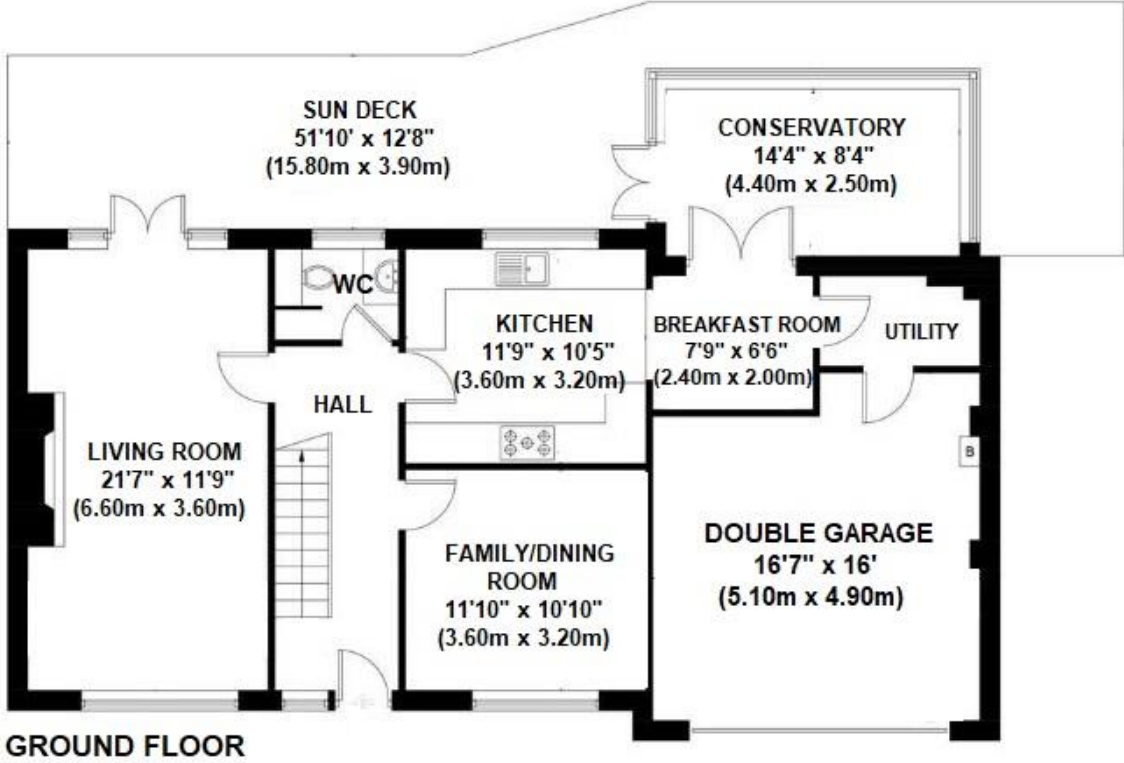 SUN DECK
51'10' x 12'8"
(15.80m x 3.90m)
CONSERVATORY
14'4" x 8'4"
(4.40m x 2.50m)
WC
KITCHEN
11'9" x 10'5"
(3.60m x 3.20m)
BREAKFAST ROOM
7'9" x 6'6"
(2.40m x 2.00m)
UTILITY
HALL
LIVING ROOM
21'7" x 11'9"
(6.60m x 3.60m)
B
DOUBLE GARAGE
16'7" x 16'
(5.10m x 4.90m)
FAMILY/DINING
ROOM
11'10" x 10'10"
(3.60m x 3.20m)
GROUND FLOOR